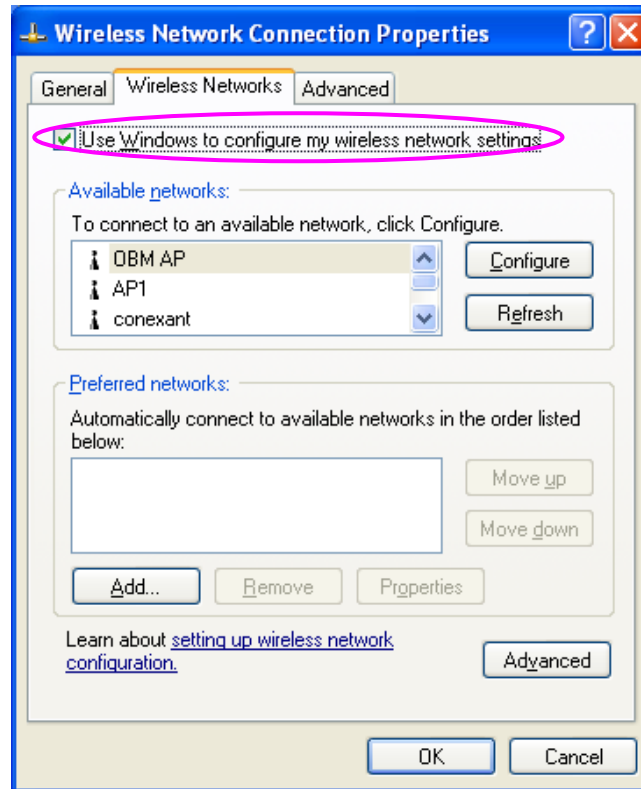 Wireless Network Connection Properties
General Wireless Networks Advanced
Use Windows to configure my wireless network settings
Available networks:
To connect to an available network, click Configure.
OBM AP
AP1
conexant
Configure
Refresh
Preferred networks:
Automatically connect to available networks in the order listed
below:
Move up
Move down
Add... Remove Properties
Learn about setting up wireless network
configuration.
Advanced
OK Cancel